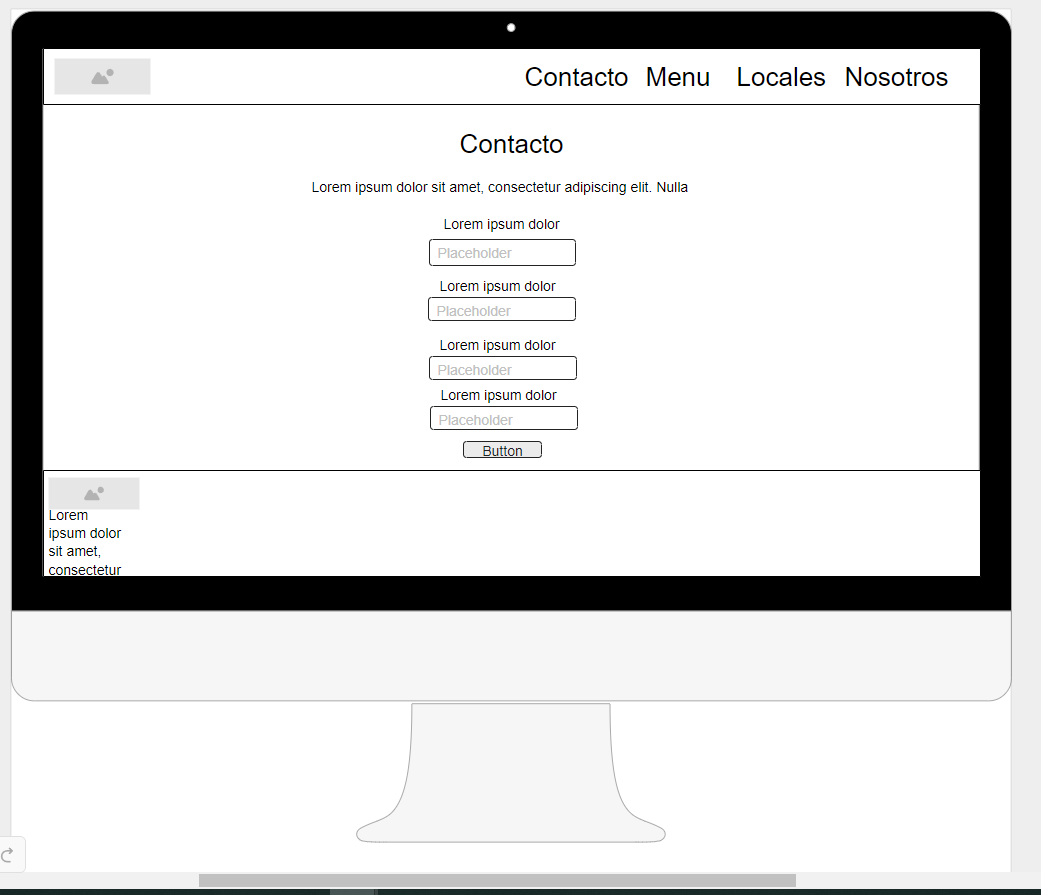 Contacto Menu Locales Nosotros
Contacto
Lorem ipsum dolor sit amet, consectetur adipiscing elit. Nulla
Lorem ipsum dolor
Placeholder
Lorem ipsum dolor
Placeholder
Lorem ipsum dolor
Placeholder
Lorem ipsum dolor
Placeholder
Button
Lorem
ipsum dolor
sit amet,
consectetur